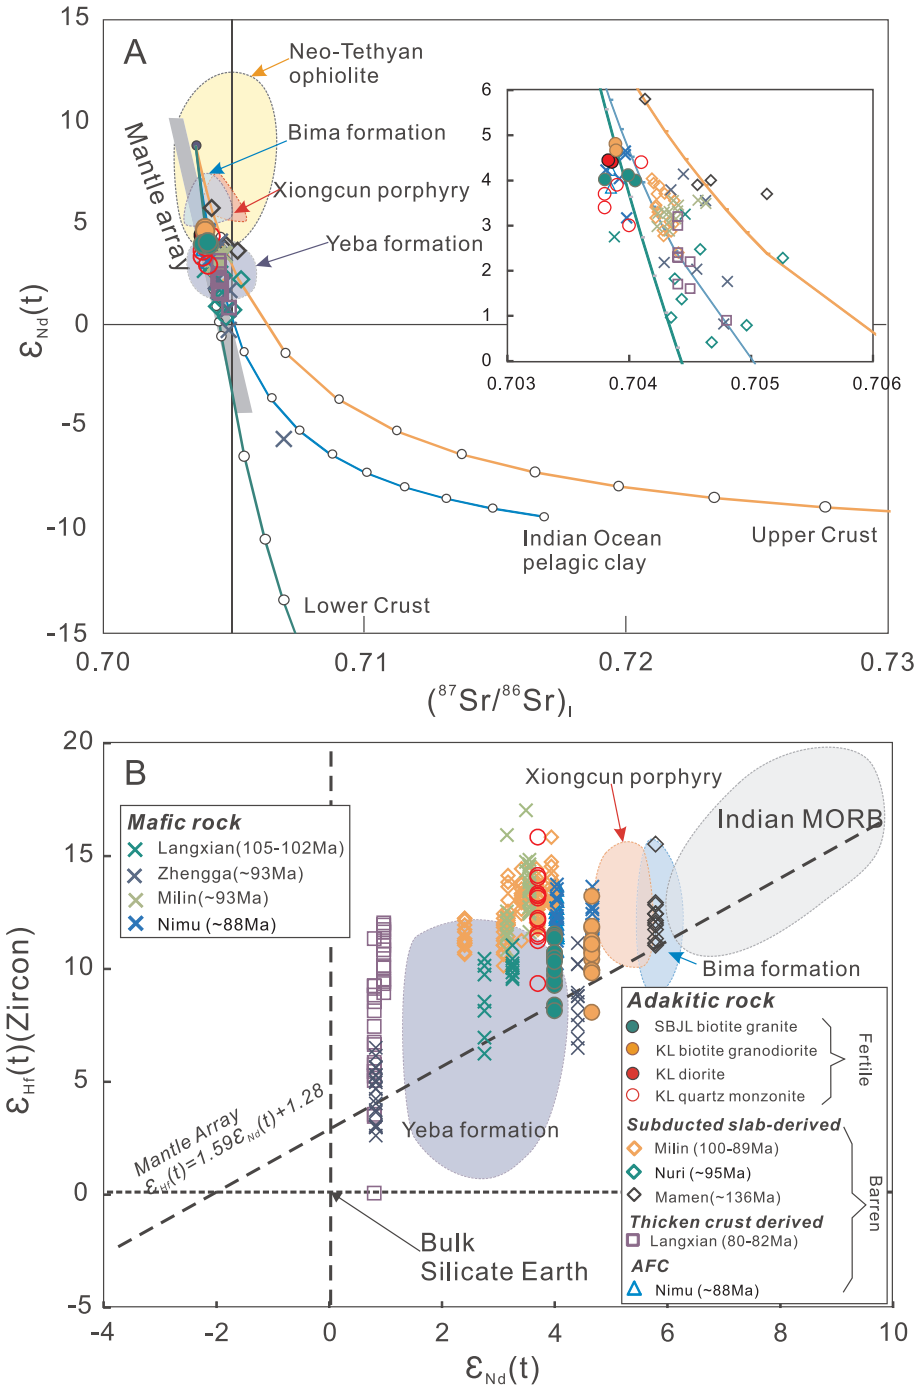 A
15
10
5
0
-5
-10
-15
εNd(t)
Neo-Tethyan
ophiolite
Bima formation
Xiongcun porphyry
Yeba formation
Mantle array
6
5
4
3
2
1
0
0.703
0.704
0.705
0.706
Indian Ocean
pelagic clay
Upper Crust
Lower Crust
0.70
0.71
0.72
0.73
(⁸⁷Sr/⁸⁶Sr)I
B
20
15
10
5
0
-5
εHf(t)(Zircon)
Xiongcun porphyry
Indian MORB
Mafic rock
Langxian(105-102Ma)
Zhengga(~93Ma)
Milin(~93Ma)
Nimu (~88Ma)
Bima formation
Yeba formation
Mantle Array
εHf(t)=1.59εNd(t)+1.28
Bulk
Silicate Earth
Adakitic rock
SBJL biotite granite
KL biotite granodiorite
KL diorite
KL quartz monzonite
Fertile
Subducted slab-derived
Milin (100-89Ma)
Nuri (~95Ma)
Mamen(~136Ma)
Thicken crust derived
Langxian (80-82Ma)
AFC
Nimu (~88Ma)
Barren
-4
-2
0
2
4
6
8
10
εNd(t)